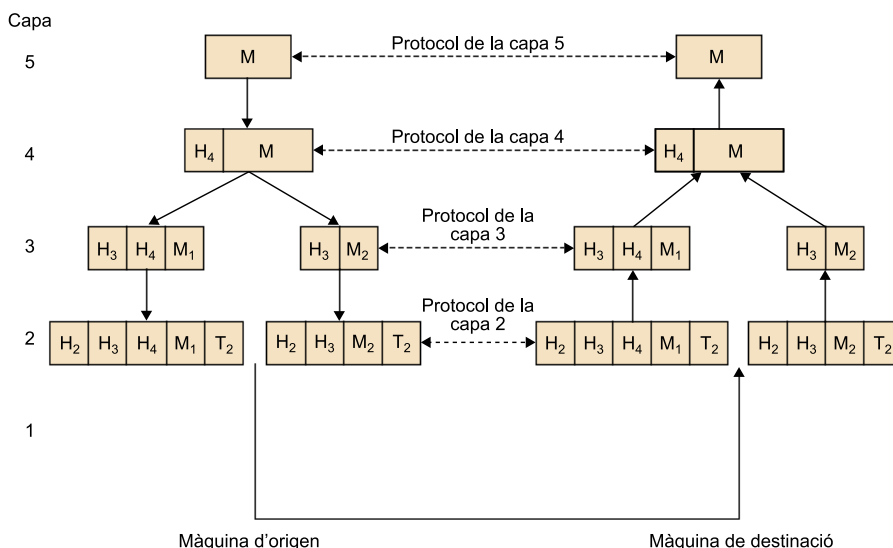 Capa
5
M
Protocol de la capa 5
M
4
H₄ M
Protocol de la capa 4
H₄ M
3
H₃ H₄ M₁
H₃ M₂
Protocol de la
capa 3
H₃ H₄ M₁
H₃ M₂
2
H₂ H₃ H₄ M₁ T₂
H₂ H₃ M₂ T₂
Protocol de la
capa 2
H₂ H₃ H₄ M₁ T₂
H₂ H₃ M₂ T₂
1
Màquina d'origen
Màquina de destinació